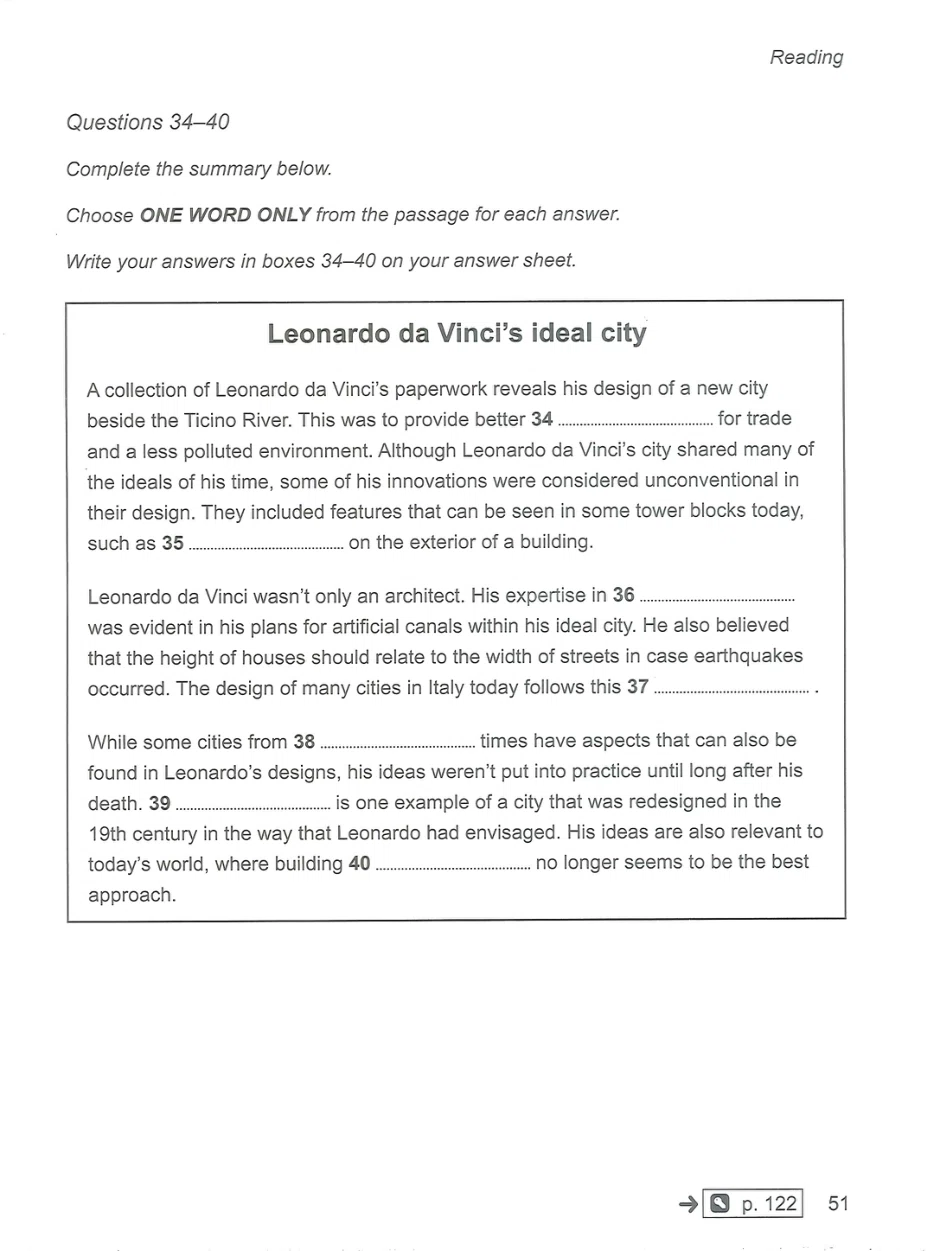 Reading
Questions 34–40
Complete the summary below.
Choose ONE WORD ONLY from the passage for each answer.
Write your answers in boxes 34–40 on your answer sheet.
Leonardo da Vinci's ideal city
A collection of Leonardo da Vinci's paperwork reveals his design of a new city
beside the Ticino River. This was to provide better 34 .......................................... for trade
and a less polluted environment. Although Leonardo da Vinci's city shared many of
the ideals of his time, some of his innovations were considered unconventional in
their design. They included features that can be seen in some tower blocks today,
such as 35 .......................................... on the exterior of a building.
Leonardo da Vinci wasn't only an architect. His expertise in 36 ..........................................
was evident in his plans for artificial canals within his ideal city. He also believed
that the height of houses should relate to the width of streets in case earthquakes
occurred. The design of many cities in Italy today follows this 37 .......................................... .
While some cities from 38 .......................................... times have aspects that can also be
found in Leonardo's designs, his ideas weren't put into practice until long after his
death. 39 .......................................... is one example of a city that was redesigned in the
19th century in the way that Leonardo had envisaged. His ideas are also relevant to
today's world, where building 40 .......................................... no longer seems to be the best
approach.
→ p. 122 51